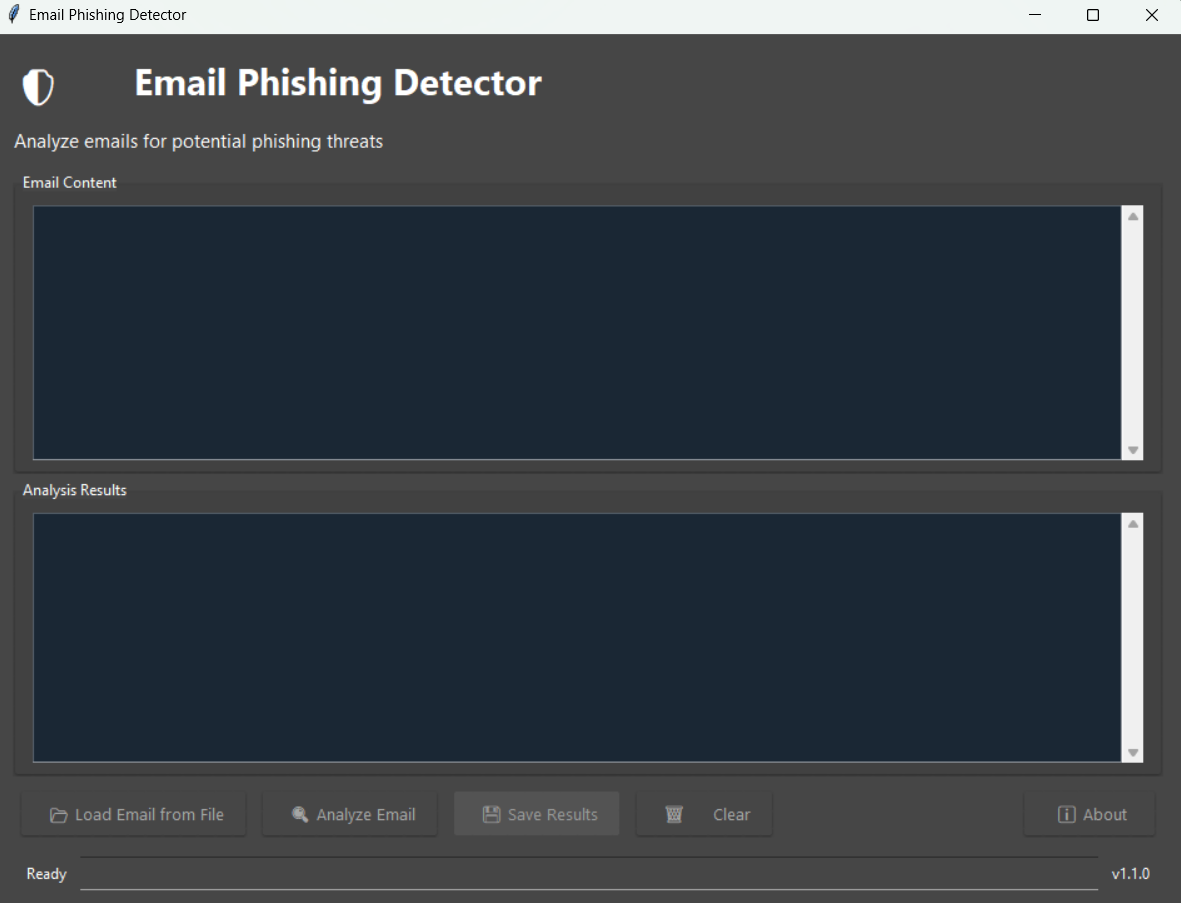 Email Phishing Detector
Email Phishing Detector
Analyze emails for potential phishing threats
Email Content
Analysis Results
Load Email from File Analyze Email Save Results Clear About
Ready v1.1.0